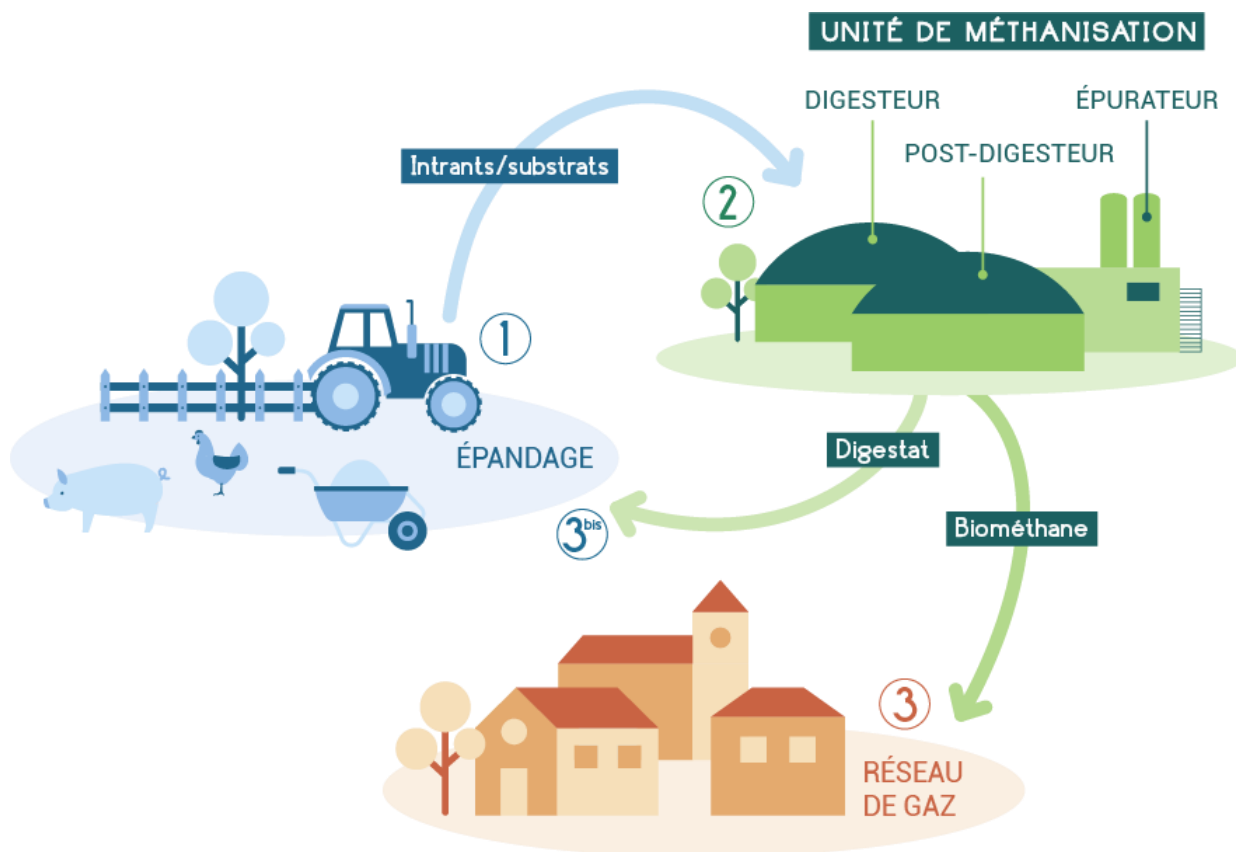 UNITÉ DE MÉTHANISATION
DIGESTEUR
ÉPURATEUR
POST-DIGESTEUR
Intrants/substrats
2
1
ÉPANDAGE
Digestat
3bis
Biométhane
3
RÉSEAU
DE GAZ